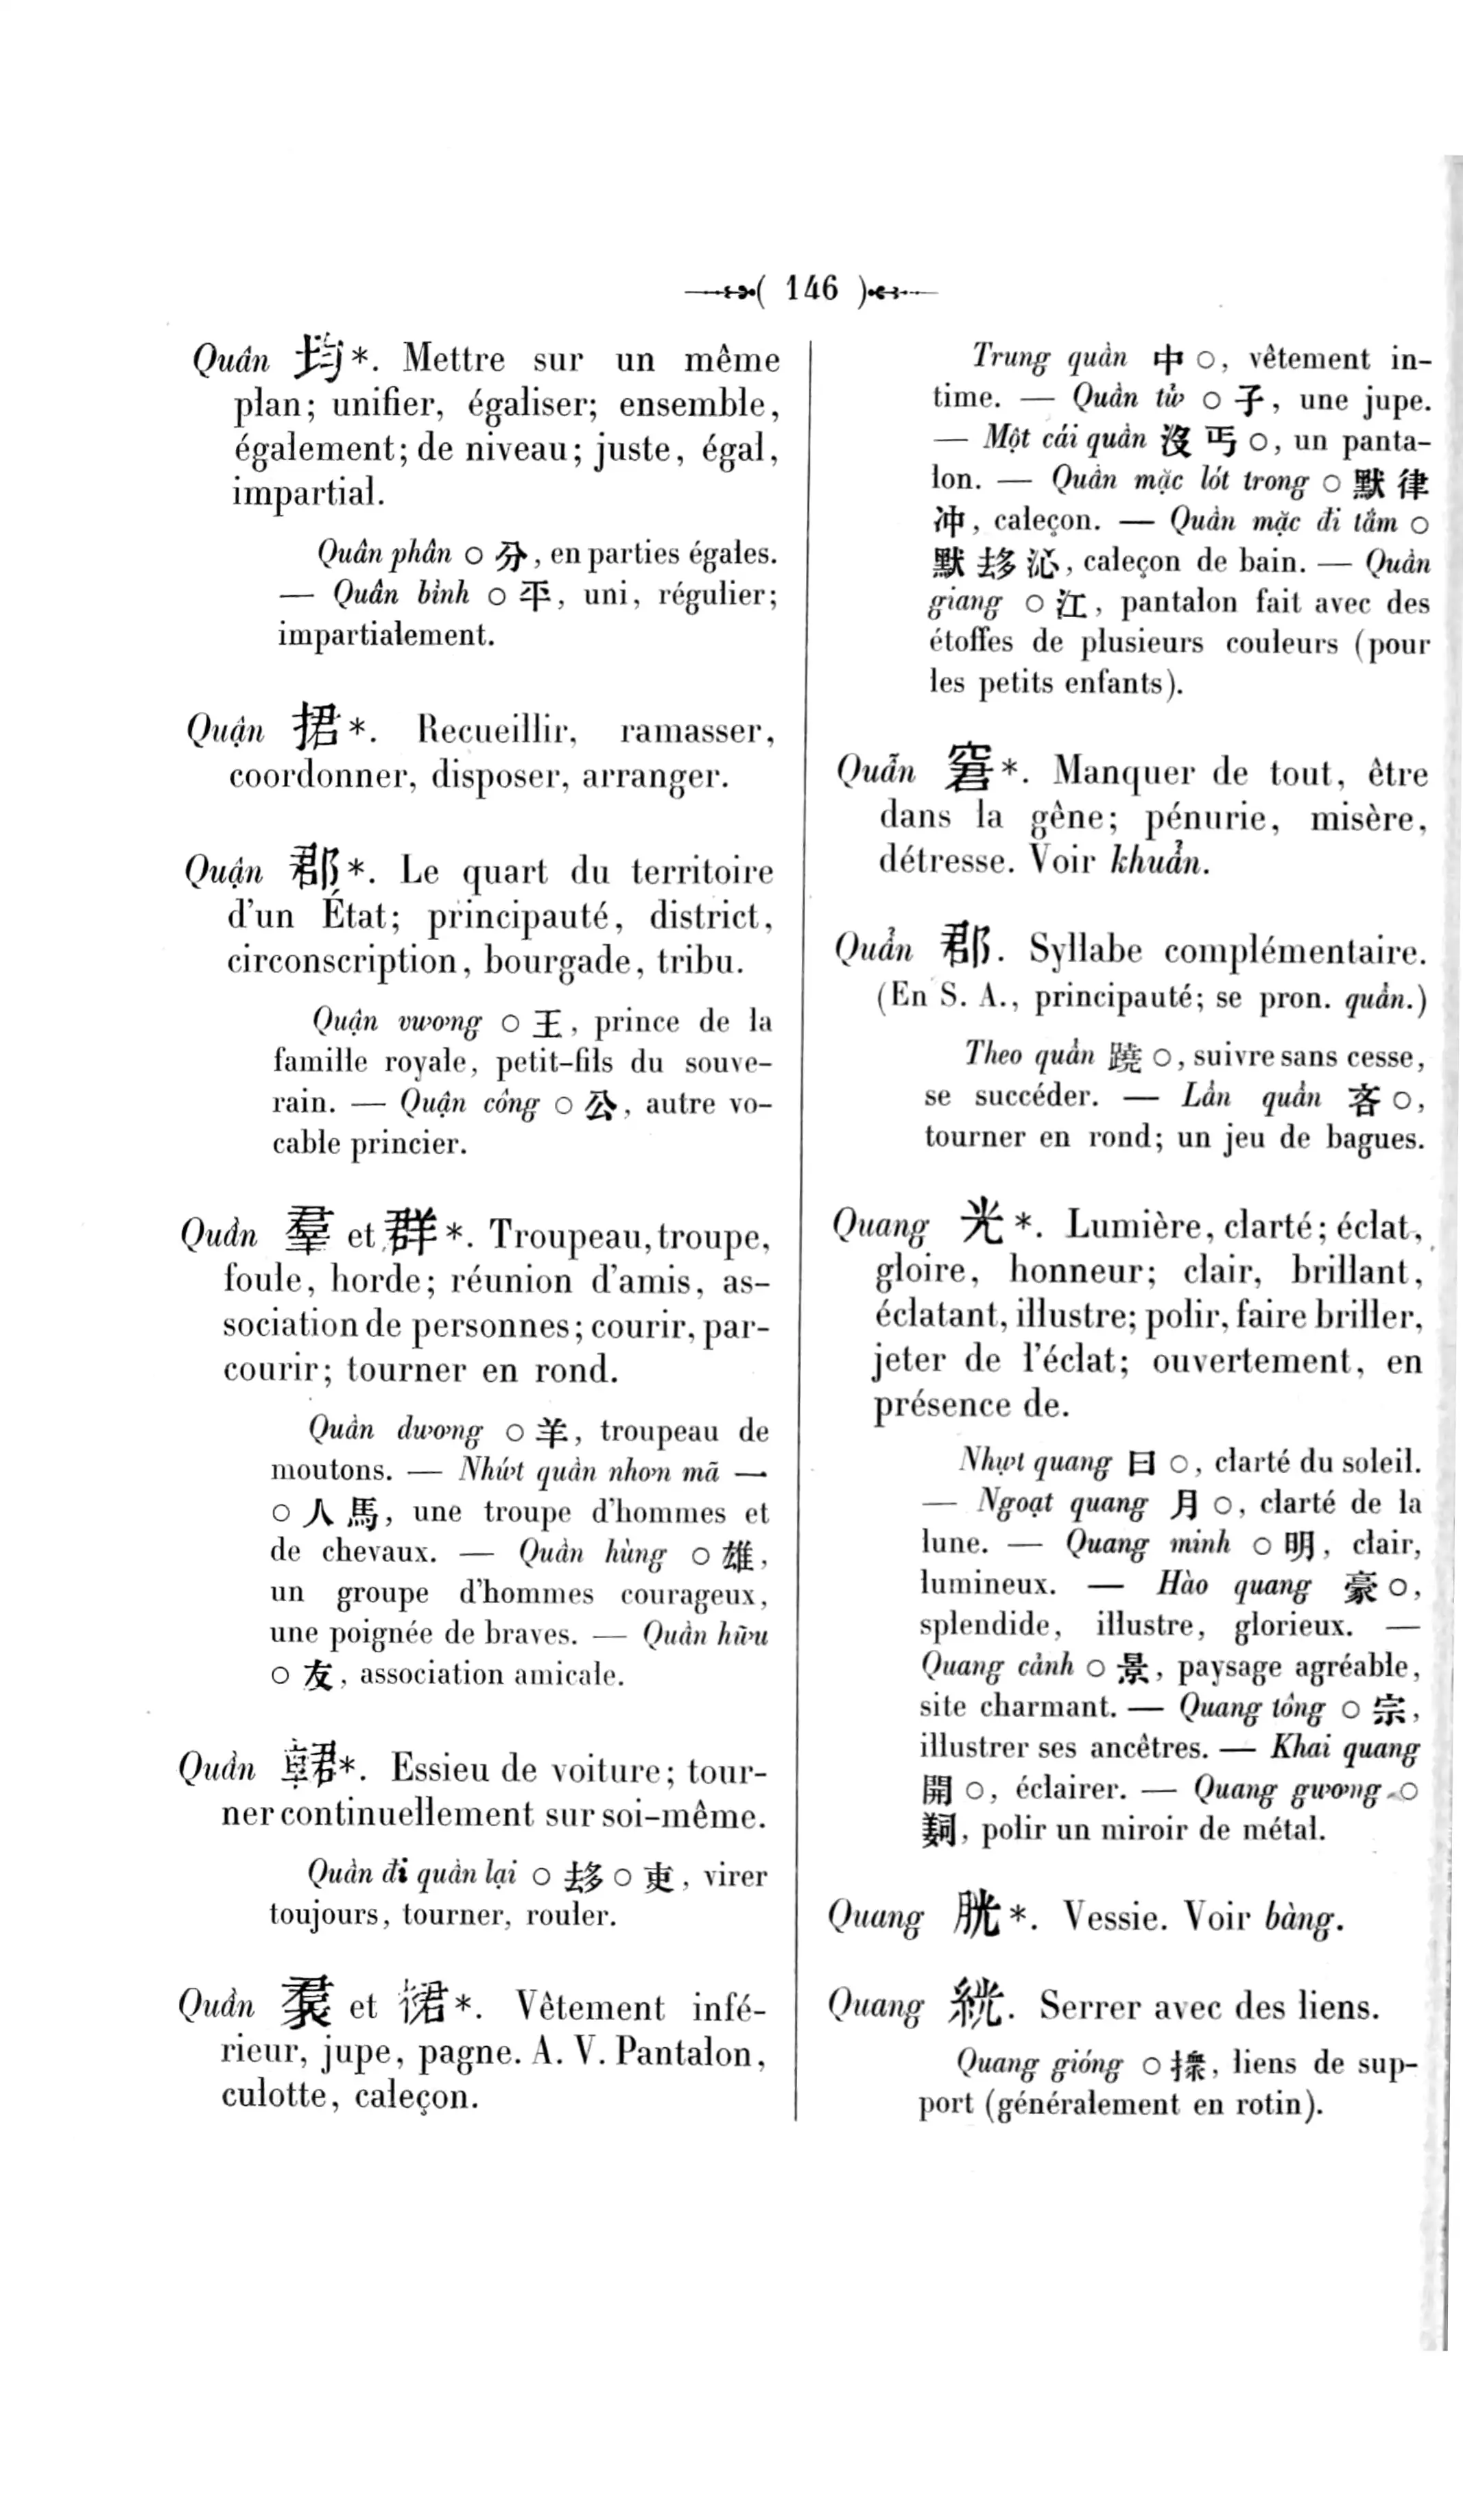 ( 146 )
Quân 均*. Mettre sur un même
plan; unifier, égaliser; ensemble,
également; de niveau; juste, égal,
impartial.
Quân phân ○ 分, en parties égales.
— Quân bình ○ 平, uni, régulier;
impartialement.
Quận 捃*. Recueillir, ramasser,
coordonner, disposer, arranger.
Quận 郡*. Le quart du territoire
d'un État; principauté, district,
circonscription, bourgade, tribu.
Quận vương ○ 王, prince de la
famille royale, petit-fils du souve-
rain. — Quận công ○ 公, autre vo-
cable princier.
Quần 羣 et 群*. Troupeau, troupe,
foule, horde; réunion d'amis, as-
sociation de personnes; courir, par-
courir; tourner en rond.
Quần dương ○ 羊, troupeau de
moutons. — Nhứt quần nhơn mã 一
○ 人 馬, une troupe d'hommes et
de chevaux. — Quần hùng ○ 雄,
un groupe d'hommes courageux,
une poignée de braves. — Quần hữu
○ 友, association amicale.
Quần *. Essieu de voiture; tour-
ner continuellement sur soi-même.
Quần đi quần lại ○ 𠫾 ○ 吏, virer
toujours, tourner, rouler.
Quần 裠 et 裙*. Vêtement infé-
rieur, jupe, pagne. A. V. Pantalon,
culotte, caleçon.
Trung quần 中 ○, vêtement in-
time. — Quần tử ○ 子, une jupe.
— Một cái quần 沒 丐 ○, un panta-
lon. — Quần mặc lót trong ○ 默 律
冲, caleçon. — Quần mặc đi tắm ○
默 𠫾 沁, caleçon de bain. — Quần
giang ○ 江, pantalon fait avec des
étoffes de plusieurs couleurs (pour
les petits enfants).
Quẫn 窘*. Manquer de tout, être
dans la gêne; pénurie, misère,
détresse. Voir khuẩn.
Quẩn 郡. Syllabe complémentaire.
(En S. A., principauté; se pron. quẩn.)
Theo quẩn 蹺 ○, suivre sans cesse,
se succéder. — Lẩn quẩn 吝 ○,
tourner en rond; un jeu de bagues.
Quang 光*. Lumière, clarté; éclat,
gloire, honneur; clair, brillant,
éclatant, illustre; polir, faire briller,
jeter de l'éclat; ouvertement, en
présence de.
Nhựt quang 日 ○, clarté du soleil.
— Ngoạt quang 月 ○, clarté de la
lune. — Quang minh ○ 明, clair,
lumineux. — Hào quang 豪 ○,
splendide, illustre, glorieux. —
Quang cảnh ○ 景, paysage agréable,
site charmant. — Quang tông ○ 宗,
illustrer ses ancêtres. — Khai quang
開 ○, éclairer. — Quang gương ○
, polir un miroir de métal.
Quang 胱*. Vessie. Voir bàng.
Quang 絖. Serrer avec des liens.
Quang gióng ○ , liens de sup-
port (généralement en rotin).